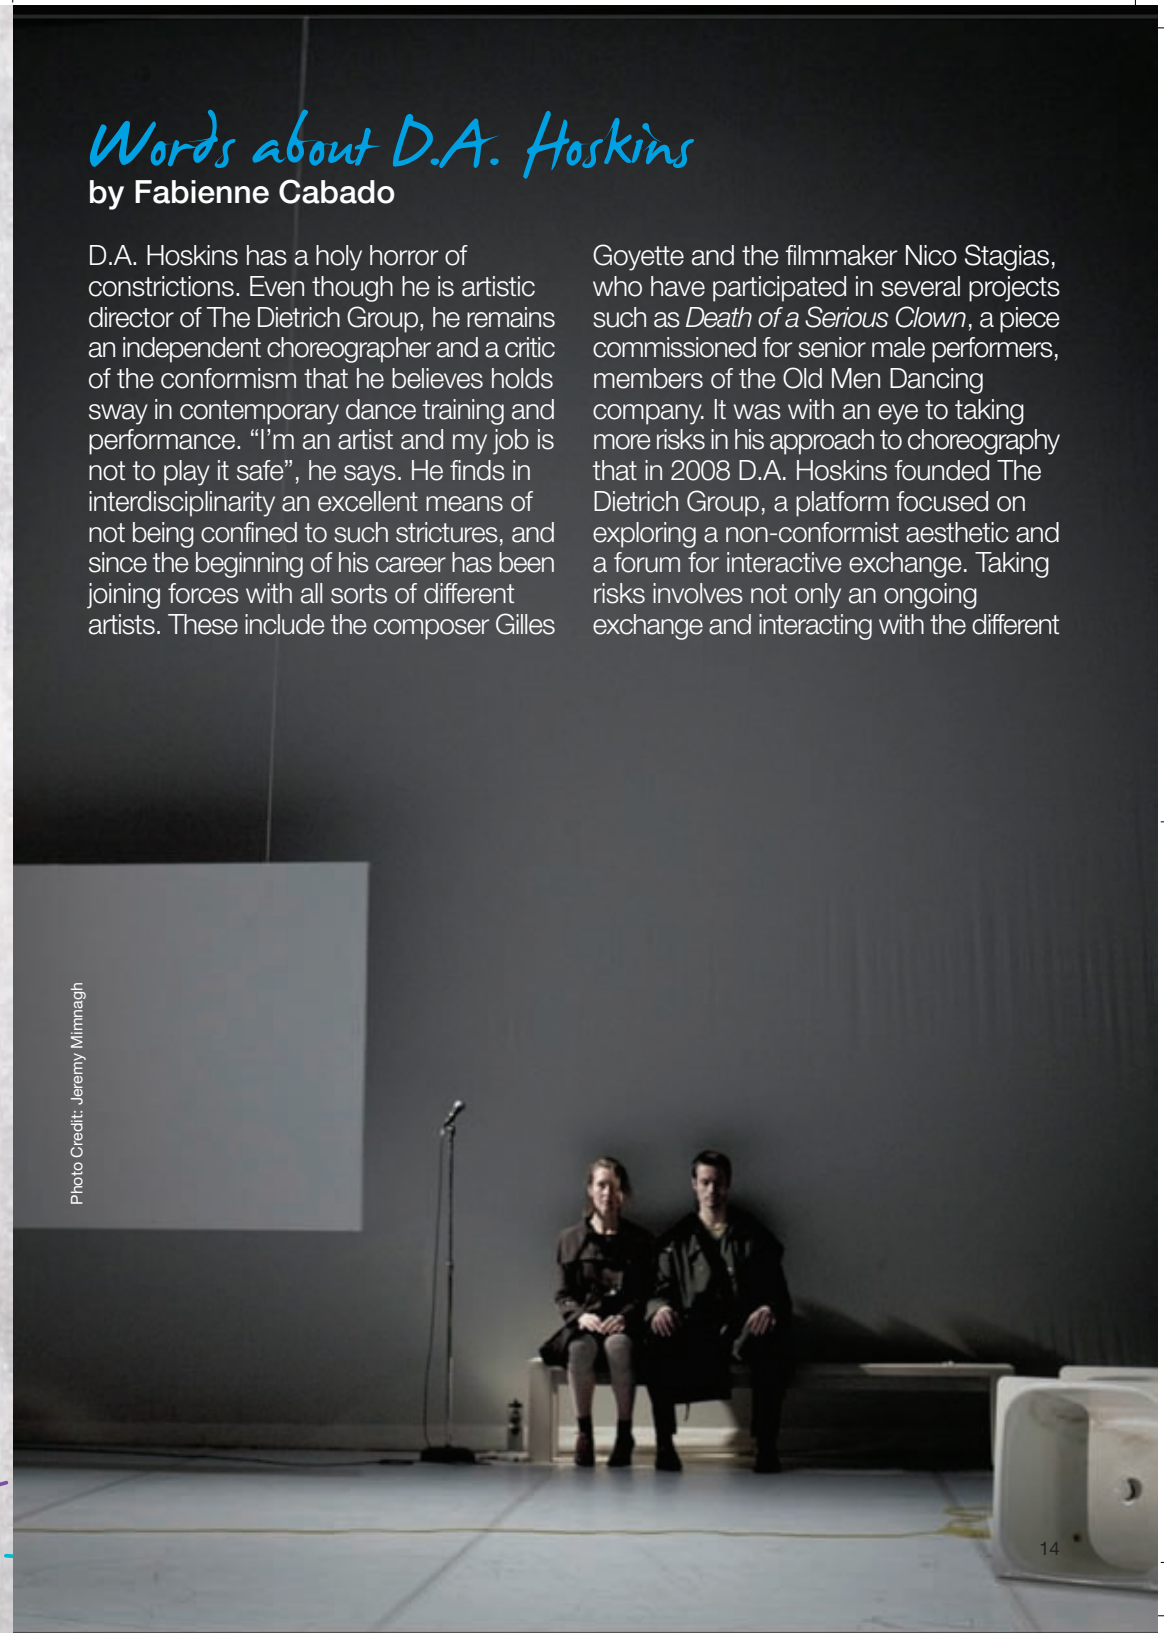 Words about D.A. Hoskins
by Fabienne Cabado
D.A. Hoskins has a holy horror of
constrictions. Even though he is artistic
director of The Dietrich Group, he remains
an independent choreographer and a critic
of the conformism that he believes holds
sway in contemporary dance training and
performance. “I’m an artist and my job is
not to play it safe”, he says. He finds in
interdisciplinarity an excellent means of
not being confined to such strictures, and
since the beginning of his career has been
joining forces with all sorts of different
artists. These include the composer Gilles
Goyette and the filmmaker Nico Stagias,
who have participated in several projects
such as Death of a Serious Clown, a piece
commissioned for senior male performers,
members of the Old Men Dancing
company. It was with an eye to taking
more risks in his approach to choreography
that in 2008 D.A. Hoskins founded The
Dietrich Group, a platform focused on
exploring a non-conformist aesthetic and
a forum for interactive exchange. Taking
risks involves not only an ongoing
exchange and interacting with the different
Photo Credit: Jeremy Mimnagh
14